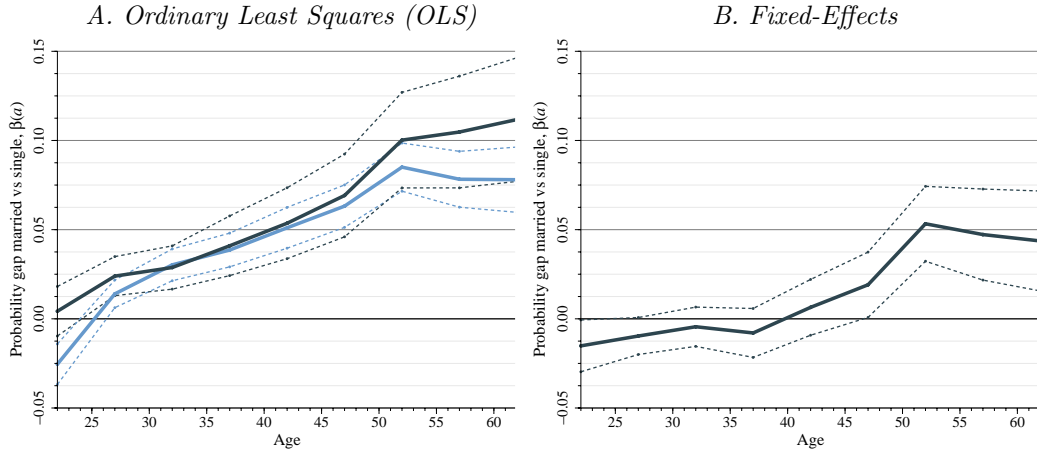 A. Ordinary Least Squares (OLS)
Probability gap married vs single, β(a)
0.15
0.10
0.05
0.00
−0.05
25 30 35 40 45 50 55 60
Age
B. Fixed-Effects
Probability gap married vs single, β(a)
0.15
0.10
0.05
0.00
−0.05
25 30 35 40 45 50 55 60
Age